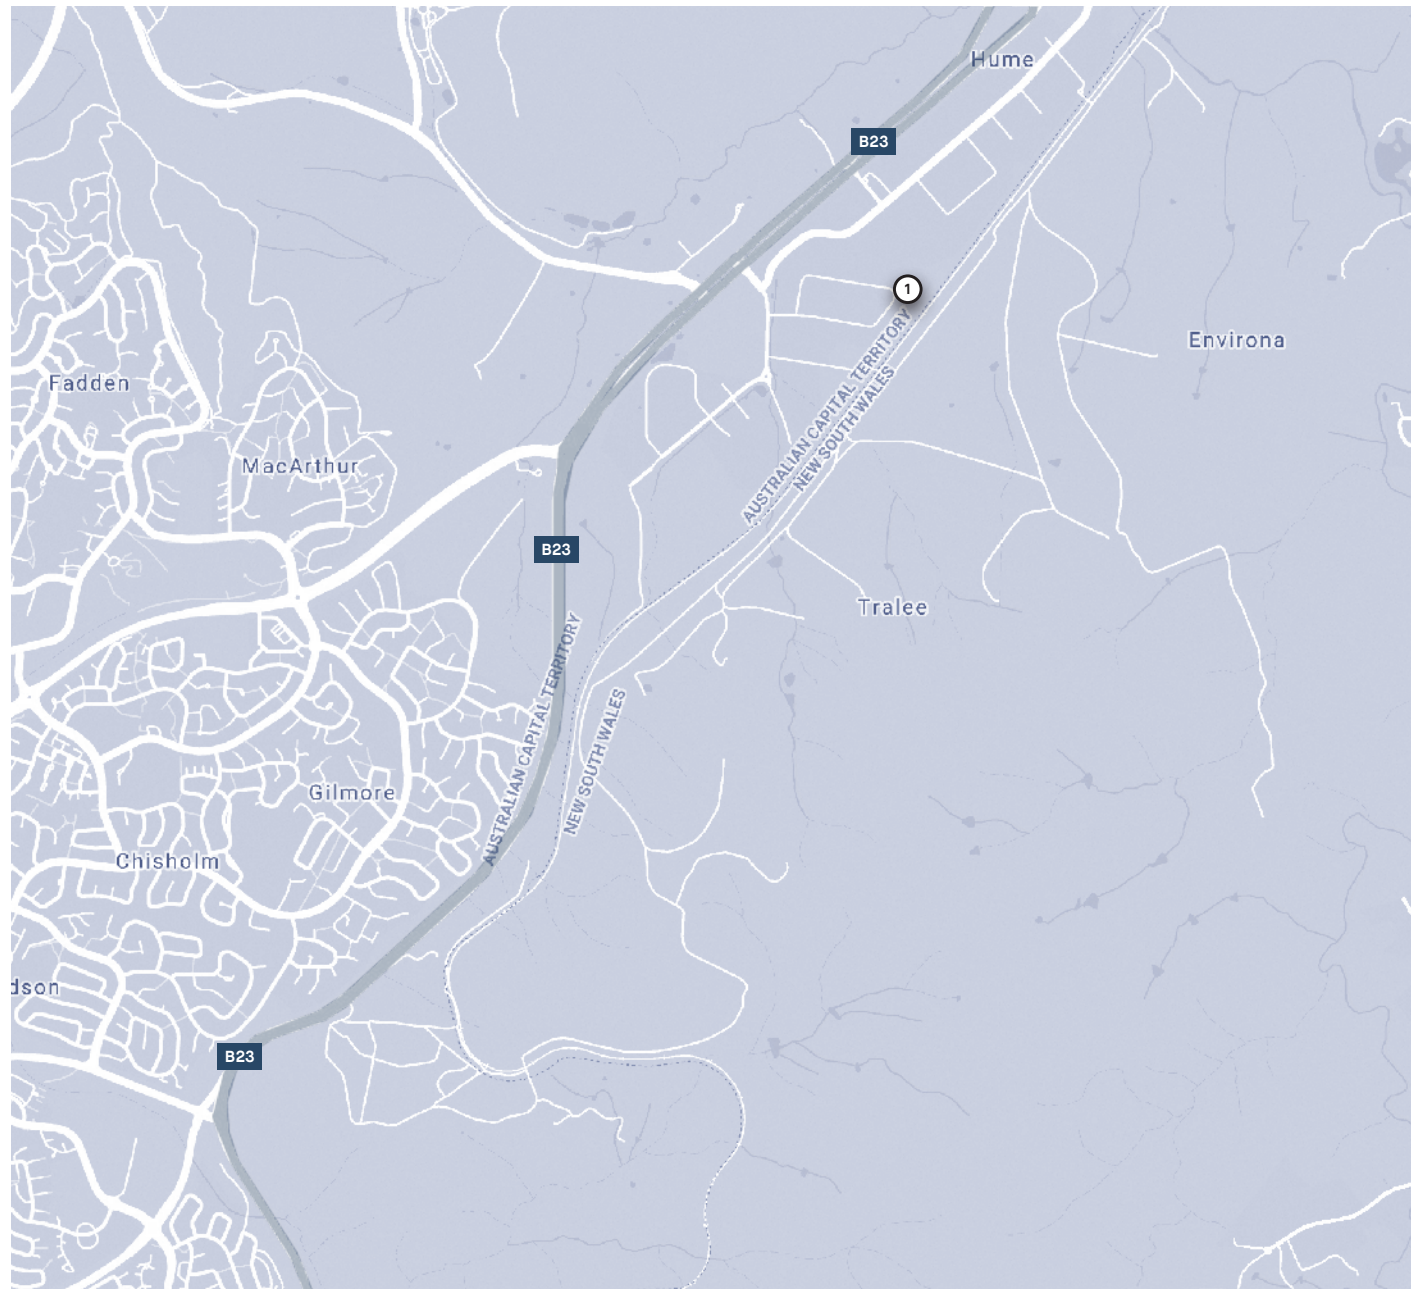 Hume
B23
1
Environa
AUSTRALIAN CAPITAL TERRITORY
NEW SOUTH WALES
Fadden
MacArthur
B23
Tralee
AUSTRALIAN CAPITAL TERRITORY
NEW SOUTH WALES
Gilmore
Chisholm
dson
B23